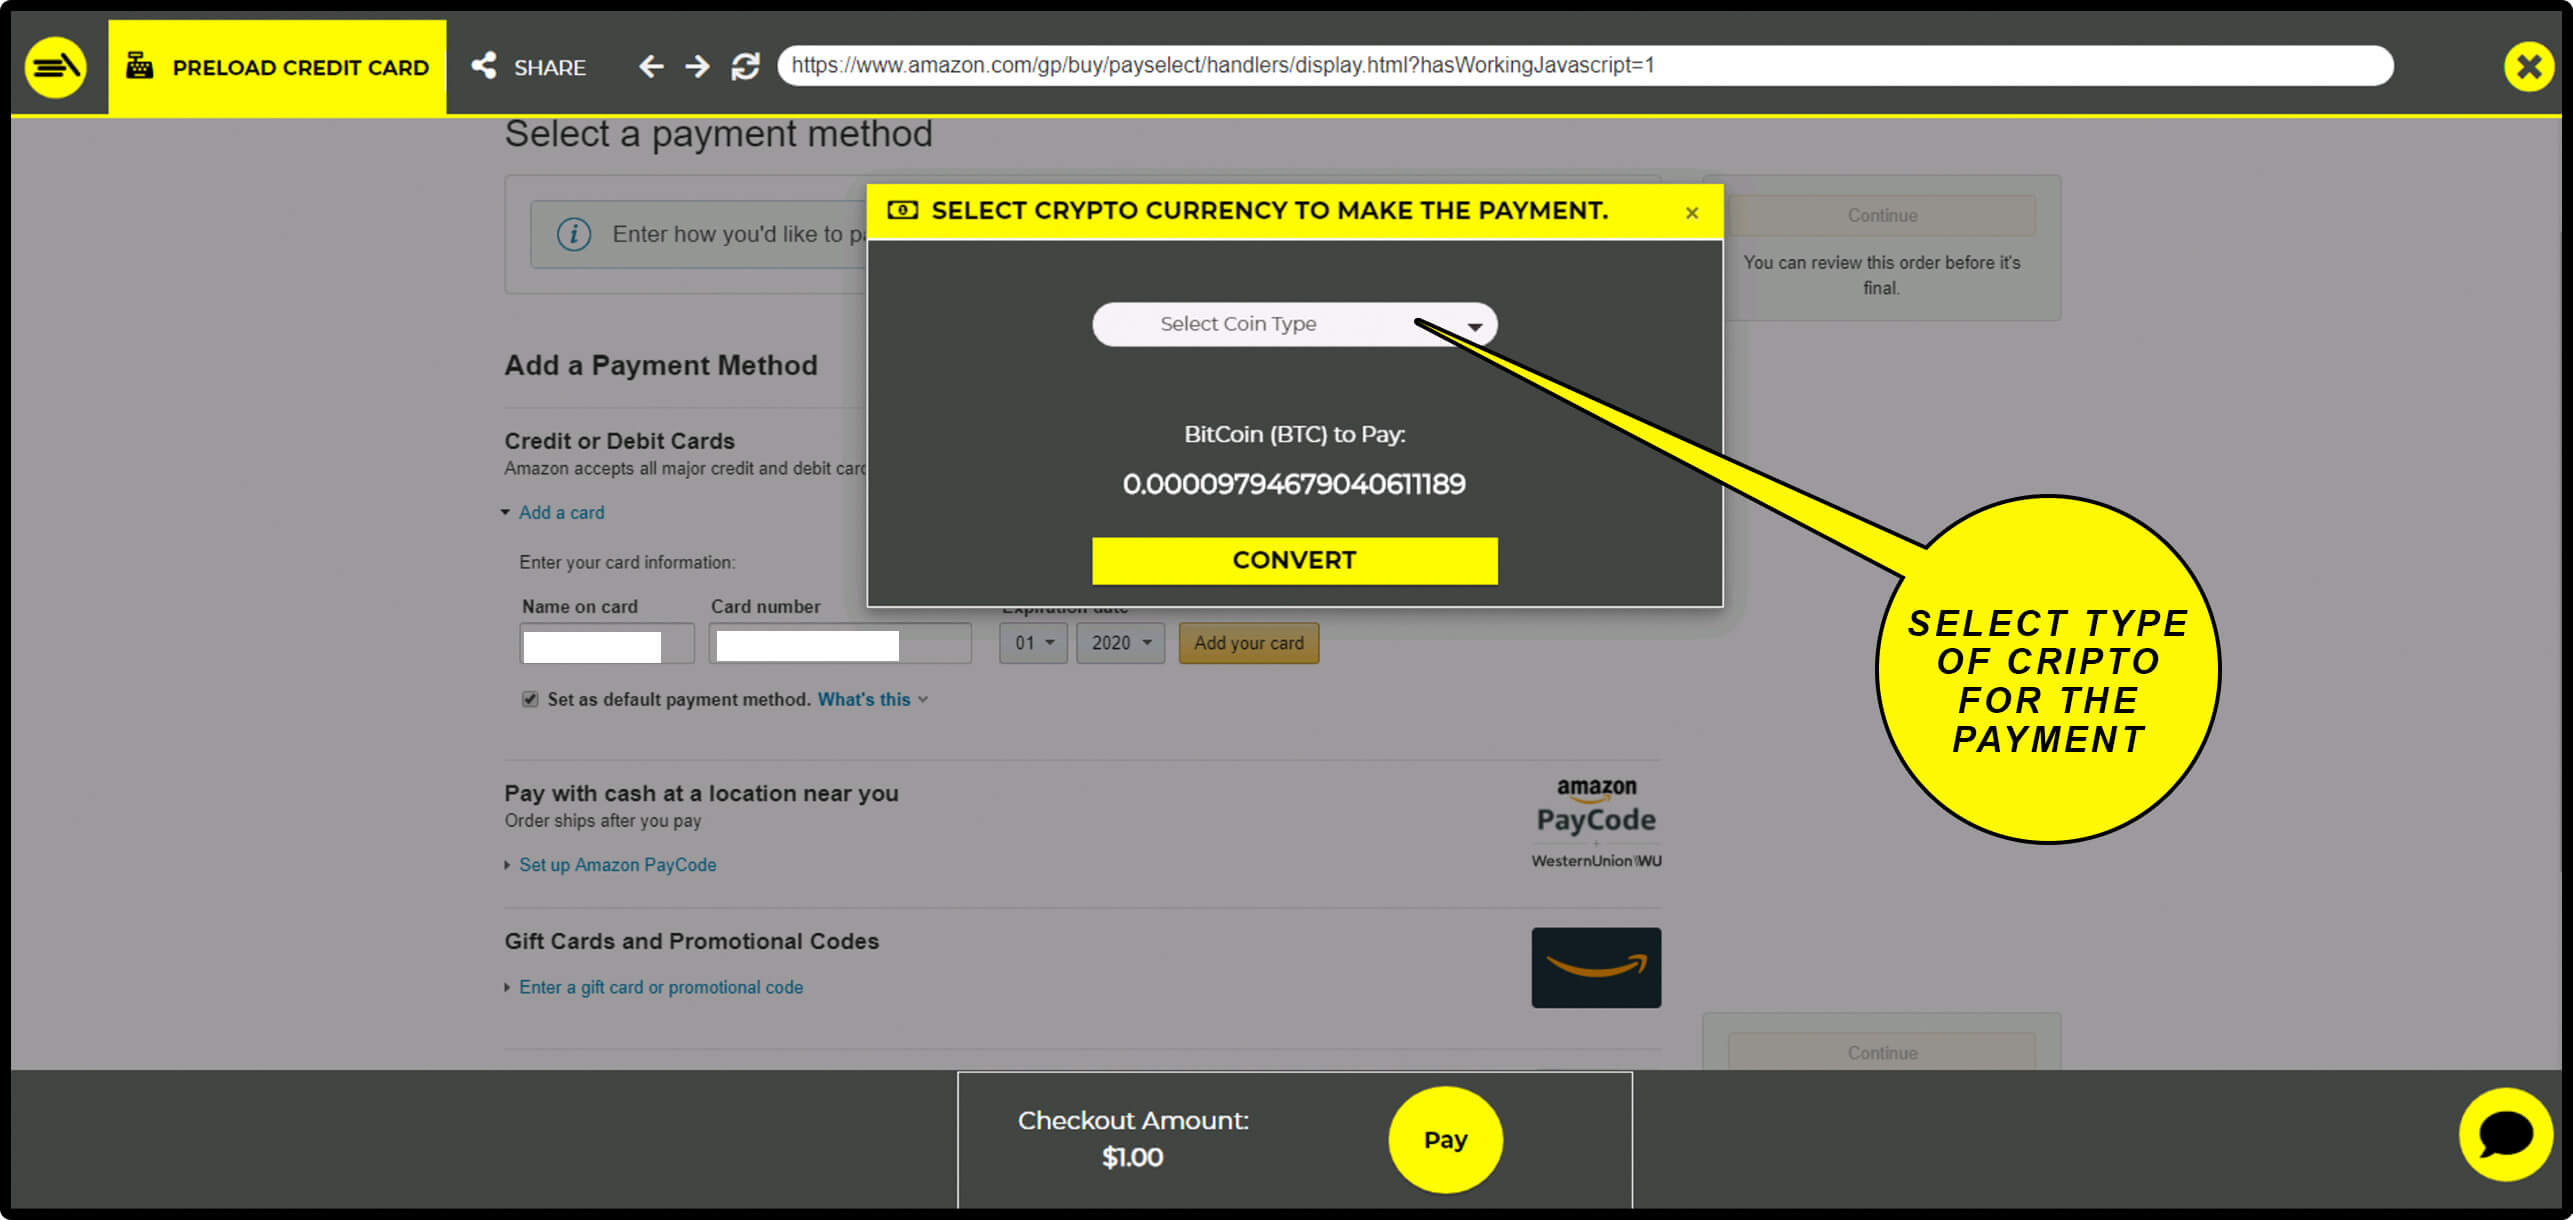 PRELOAD CREDIT CARD
SHARE
https://www.amazon.com/gp/buy/payselect/handlers/display.html?hasWorkingJavascript=1
Select a payment method
Enter how you'd like to
SELECT CRYPTO CURRENCY TO MAKE THE PAYMENT.
Continue
You can review this order before it's
final.
Select Coin Type
Add a Payment Method
BitCoin (BTC) to Pay:
0.00009794679040611189
Credit or Debit Cards
Amazon accepts all major credit and debit
Add a card
CONVERT
Enter your card information:
Name on card
Card number
Expiration date
01
2020
Add your card
Set as default payment method. What's this
SELECT TYPE
OF CRIPTO
FOR THE
PAYMENT
Pay with cash at a location near you
Order ships after you pay
Set up Amazon PayCode
amazon
PayCode
+
WesternUnion WU
Gift Cards and Promotional Codes
Enter a gift card or promotional code
Continue
Checkout Amount:
$1.00
Pay